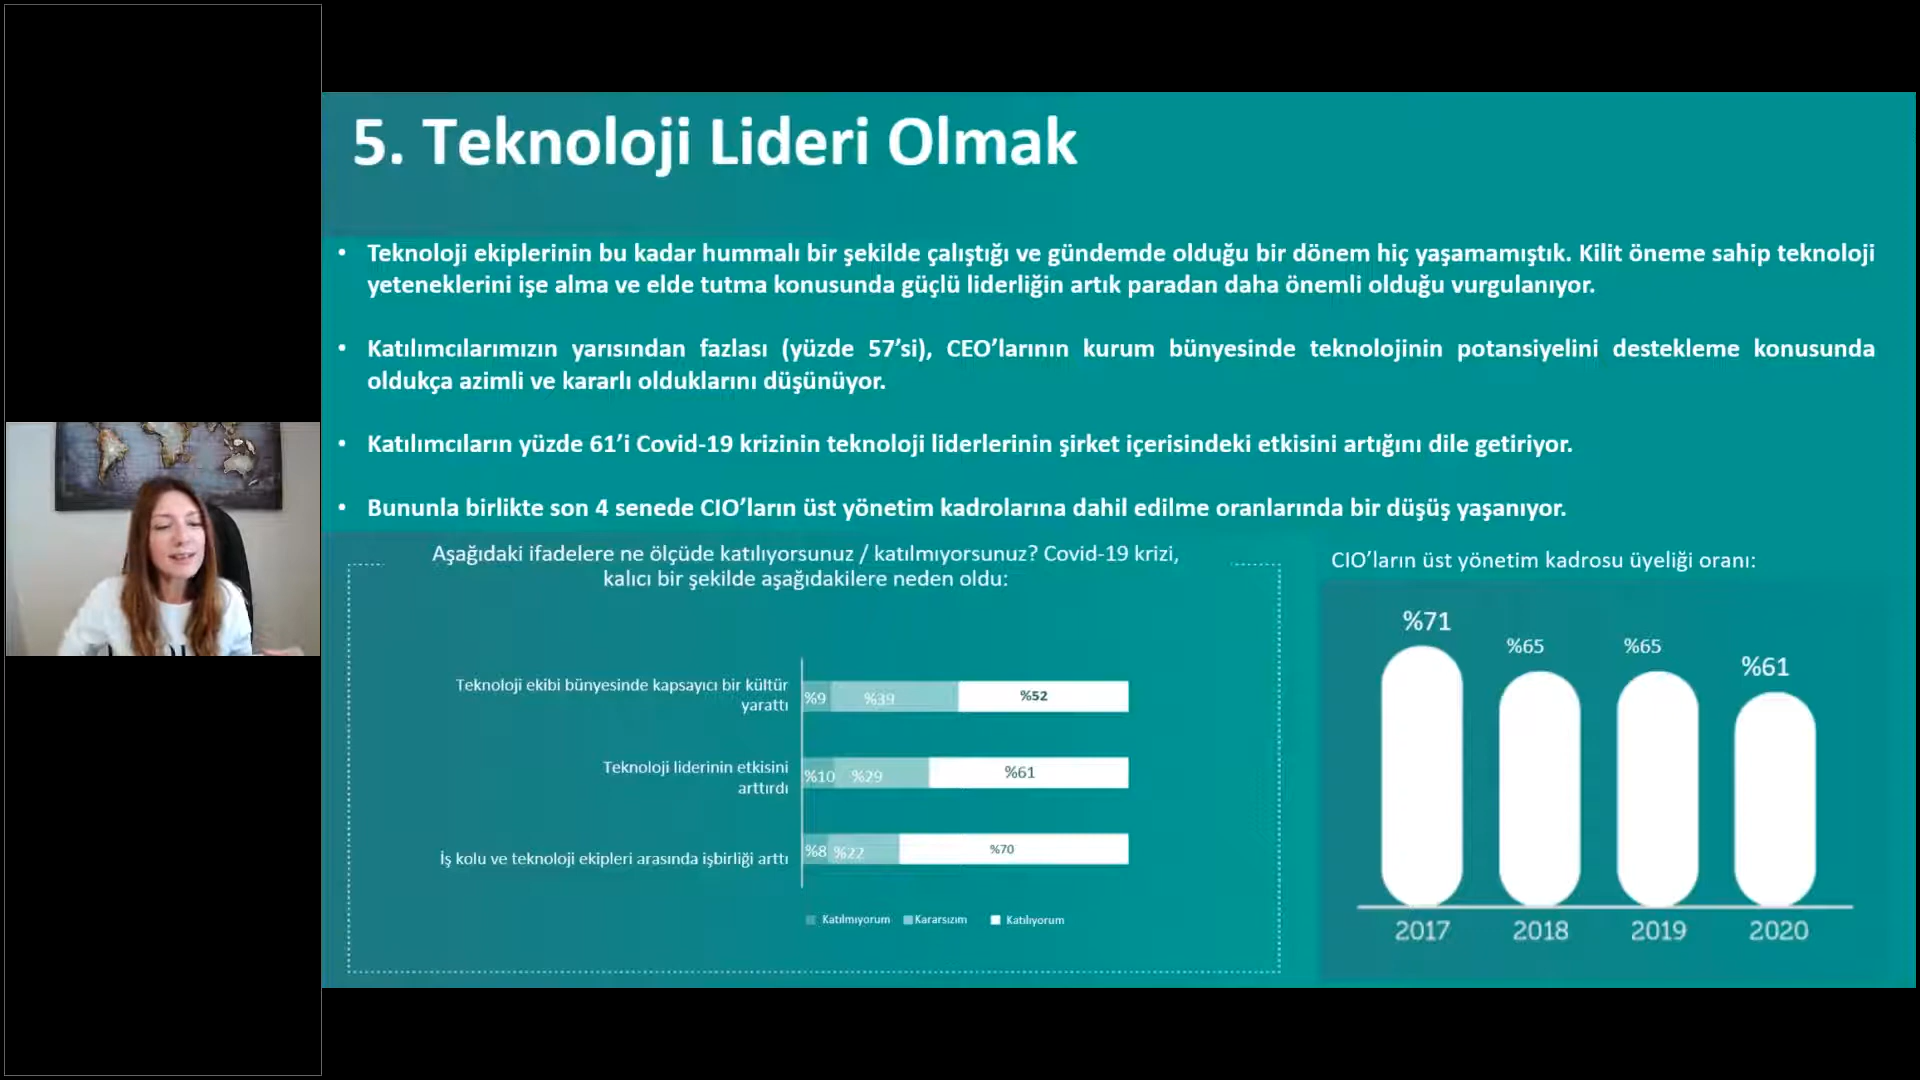 5. Teknoloji Lideri Olmak
• Teknoloji ekiplerinin bu kadar hummalı bir şekilde çalıştığı ve gündemde olduğu bir dönem hiç yaşamamıştık. Kilit öneme sahip teknoloji
yeteneklerini işe alma ve elde tutma konusunda güçlü liderliğin artık paradan daha önemli olduğu vurgulanıyor.
• Katılımcılarımızın yarısından fazlası (yüzde 57’si), CEO’larının kurum bünyesinde teknolojinin potansiyelini destekleme konusunda
oldukça azimli ve kararlı olduklarını düşünüyor.
• Katılımcıların yüzde 61’i Covid-19 krizinin teknoloji liderlerinin şirket içerisindeki etkisini artığını dile getiriyor.
• Bununla birlikte son 4 senede CIO’ların üst yönetim kadrolarına dahil edilme oranlarında bir düşüş yaşanıyor.
Aşağıdaki ifadelere ne ölçüde katılıyorsunuz / katılmıyorsunuz? Covid-19 krizi,
kalıcı bir şekilde aşağıdakilere neden oldu:
Teknoloji ekibi bünyesinde kapsayıcı bir kültür
yarattı
%9 %39 %52
Teknoloji liderinin etkisini
arttırdı
%10 %29 %61
İş kolu ve teknoloji ekipleri arasında işbirliği arttı
%8 %22 %70
Katılmıyorum Kararsızım Katılıyorum
CIO’ların üst yönetim kadrosu üyeliği oranı:
%71 %65 %65 %61
2017 2018 2019 2020